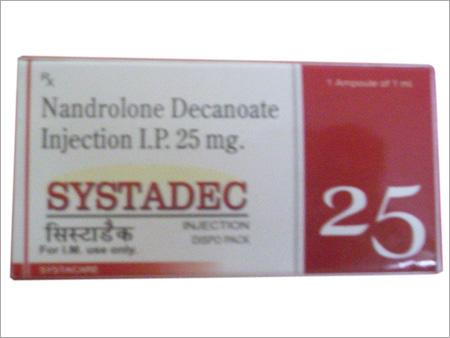 Rx
1 Ampoule of 1 ml
Nandrolone Decanoate
Injection I.P. 25 mg.
SYSTADEC
सिस्टाडैक
INJECTION
DISPO PACK
For I.M. use only.
SYSTACARE
25